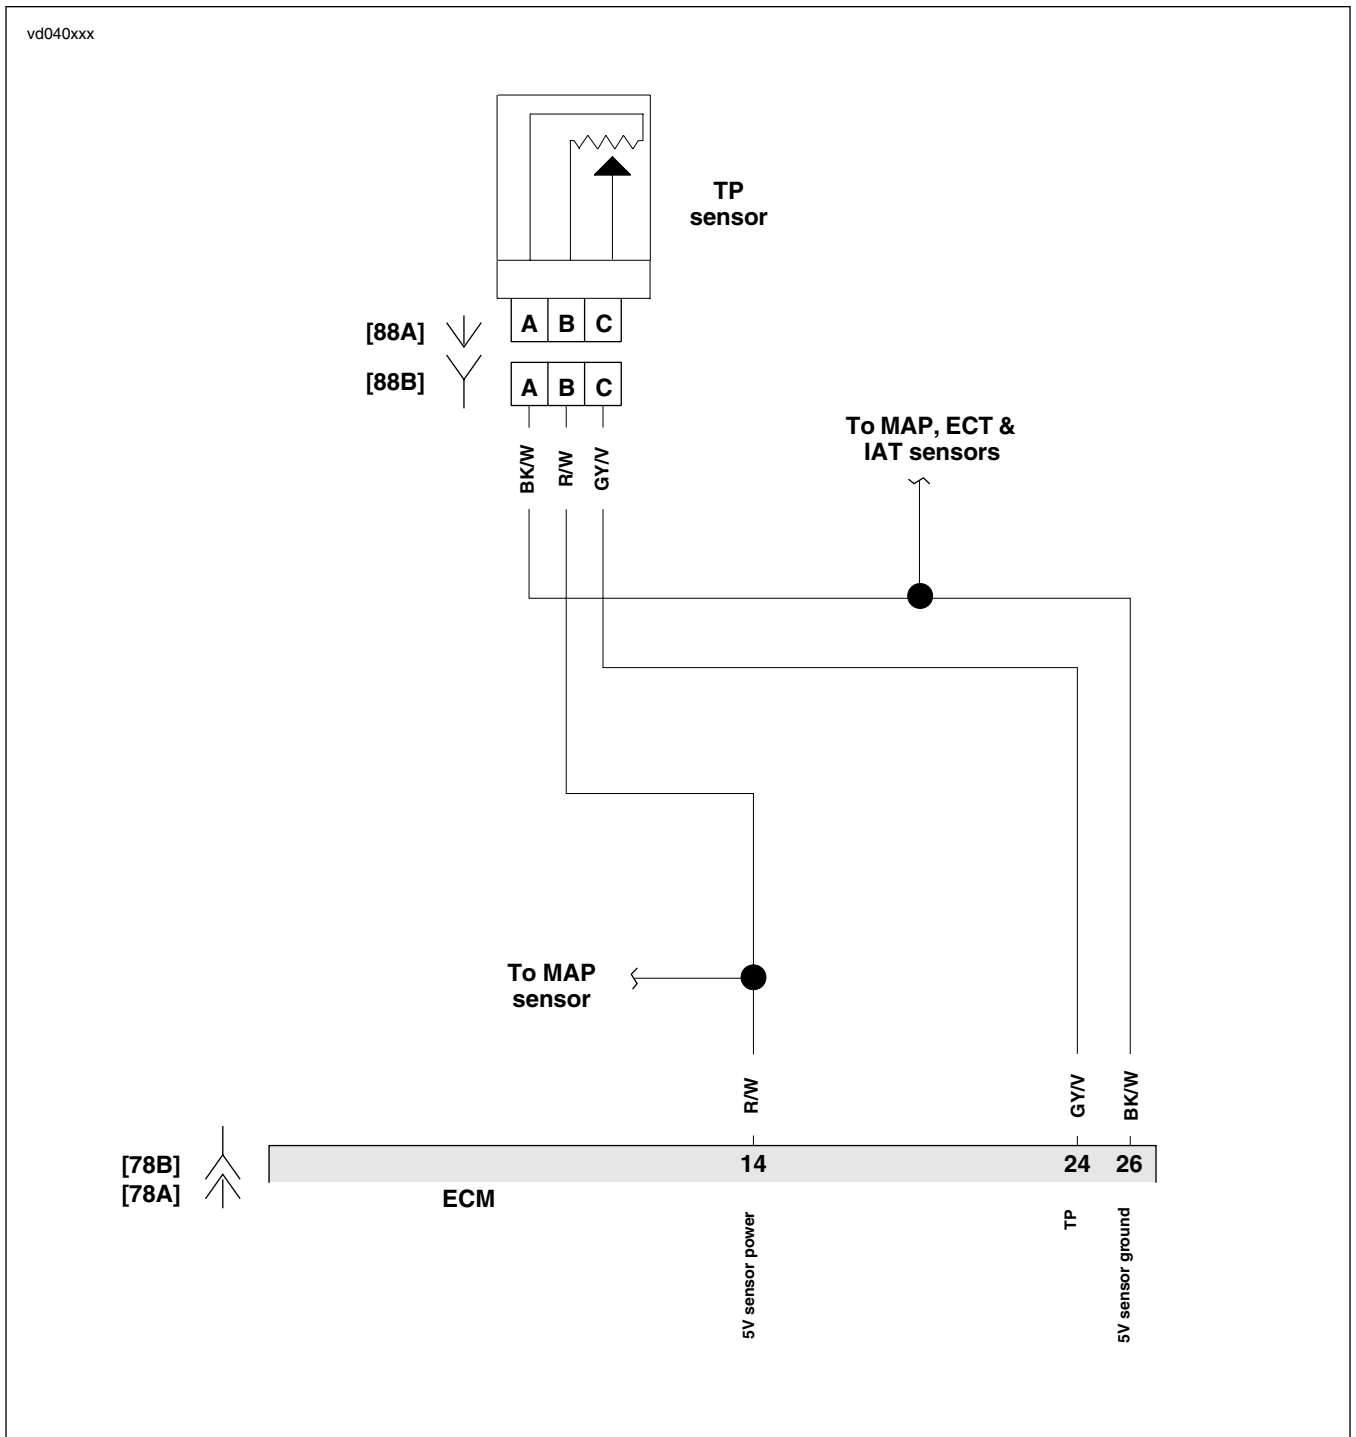 vd040xxx
TP
sensor
[88A]
A B C
[88B]
A B C
BK/W
R/W
GY/V
To MAP, ECT &
IAT sensors
To MAP
sensor
R/W
GY/V
BK/W
[78B]
14 24 26
[78A]
ECM
5V sensor power
TP
5V sensor ground